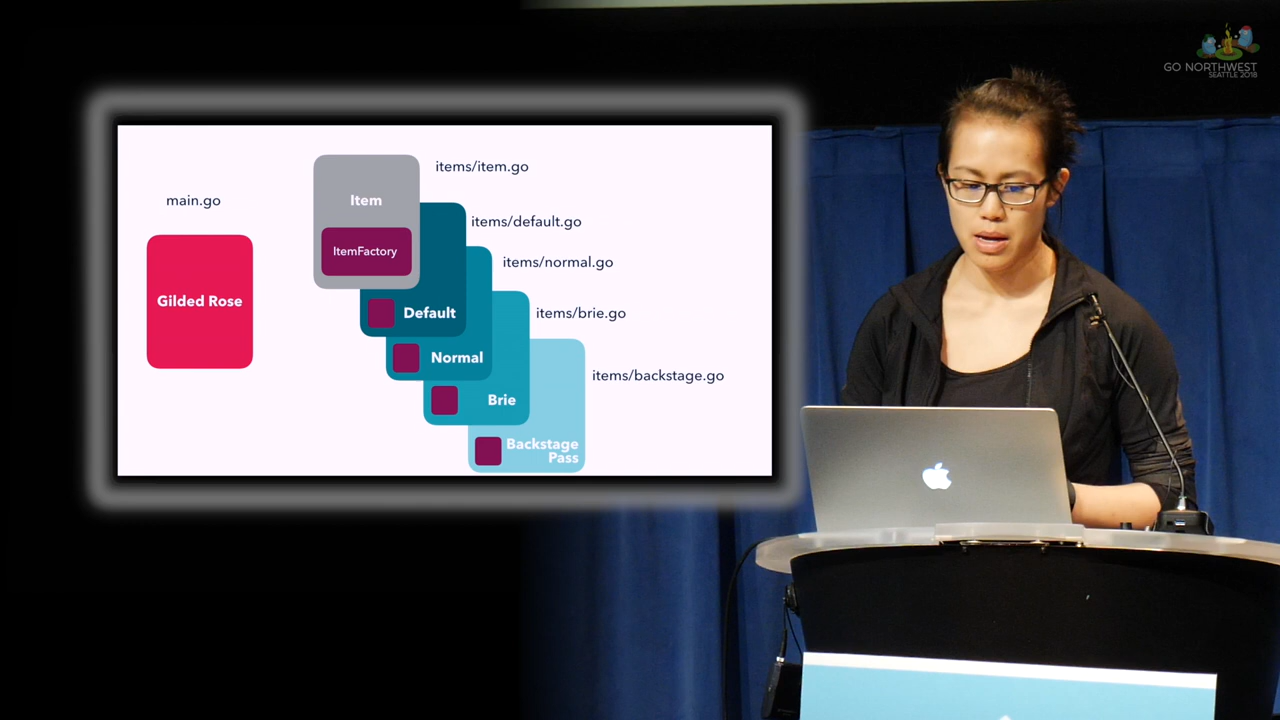 GO NORTHWEST
SEATTLE 2018
main.go
Gilded Rose
Item
ItemFactory
items/item.go
items/default.go
Default
items/normal.go
Normal
items/brie.go
Brie
items/backstage.go
Backstage
Pass